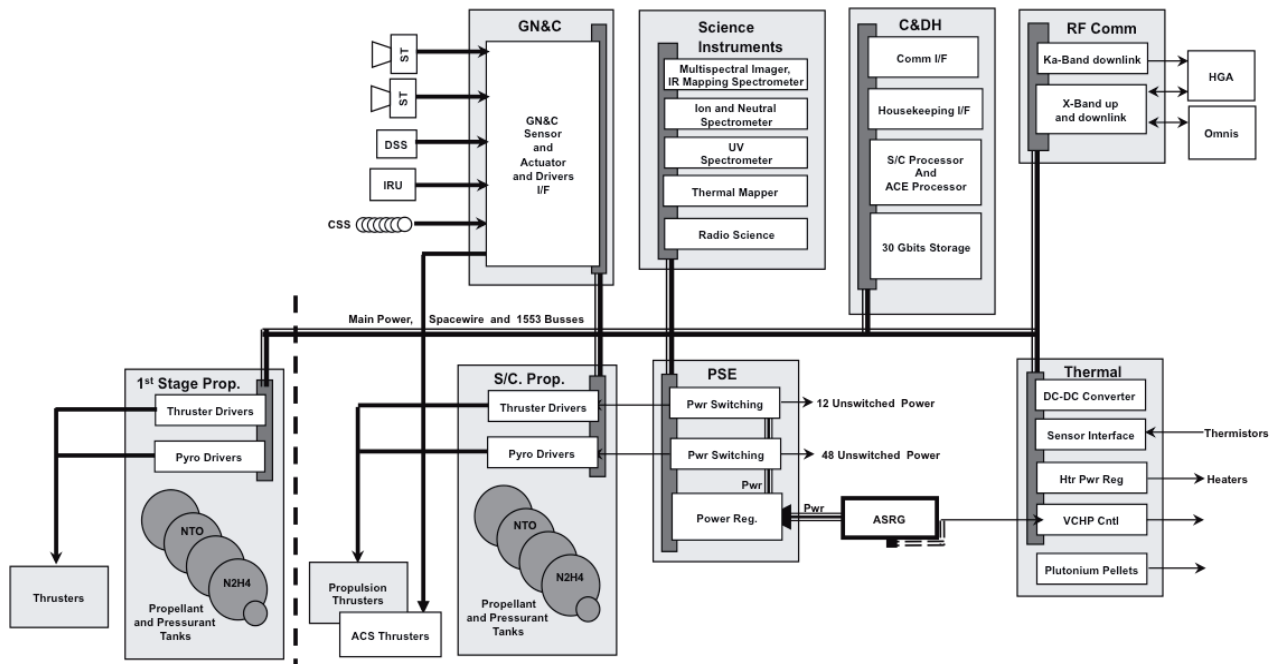 GN&C
ST
ST
DSS
IRU
CSS
GN&C
Sensor
and
Actuator
and Drivers
I/F
Science
Instruments
Multispectral Imager,
IR Mapping Spectrometer
Ion and Neutral
Spectrometer
UV
Spectrometer
Thermal Mapper
Radio Science
C&DH
Comm I/F
Housekeeping I/F
S/C Processor
And
ACE Processor
30 Gbits Storage
RF Comm
Ka-Band downlink
X-Band up
and downlink
HGA
Omnis
Main Power, Spacewire and 1553 Busses
1st Stage Prop.
Thruster Drivers
Pyro Drivers
NTO
N2H4
Propellant
and Pressurant
Tanks
Thrusters
S/C. Prop.
Thruster Drivers
Pyro Drivers
NTO
N2H4
Propellant
and Pressurant
Tanks
Propulsion
Thrusters
ACS Thrusters
PSE
Pwr Switching
Pwr Switching
Pwr
Power Reg.
12 Unswitched Power
48 Unswitched Power
Pwr
ASRG
Thermal
DC-DC Converter
Sensor Interface
Htr Pwr Reg
VCHP Cntl
Plutonium Pellets
Thermistors
Heaters